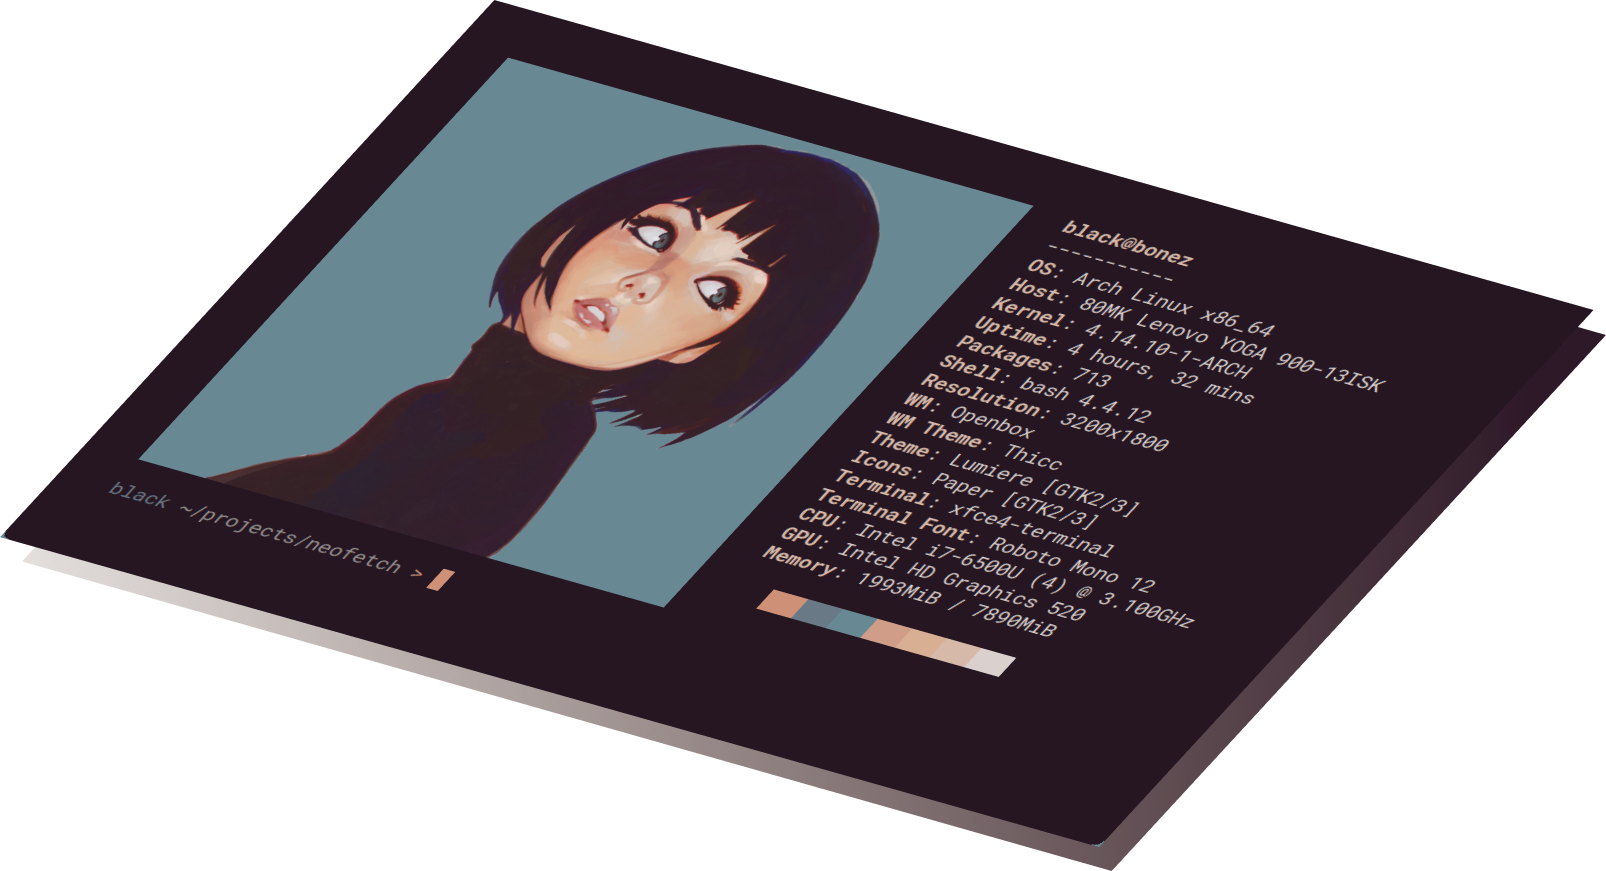 black@bonez
-----------
OS: Arch Linux x86_64
Host: 80MK Lenovo YOGA 900-13ISK
Kernel: 4.14.10-1-ARCH
Uptime: 4 hours, 32 mins
Packages: 713
Shell: bash 4.4.12
Resolution: 3200x1800
WM: Openbox
WM Theme: Thicc
Theme: Lumiere [GTK2/3]
Icons: Paper [GTK2/3]
Terminal: xfce4-terminal
Terminal Font: Roboto Mono 12
CPU: Intel i7-6500U (4) @ 3.100GHz
GPU: Intel HD Graphics 520
Memory: 1993MiB / 7890MiB
black ~/projects/neofetch >